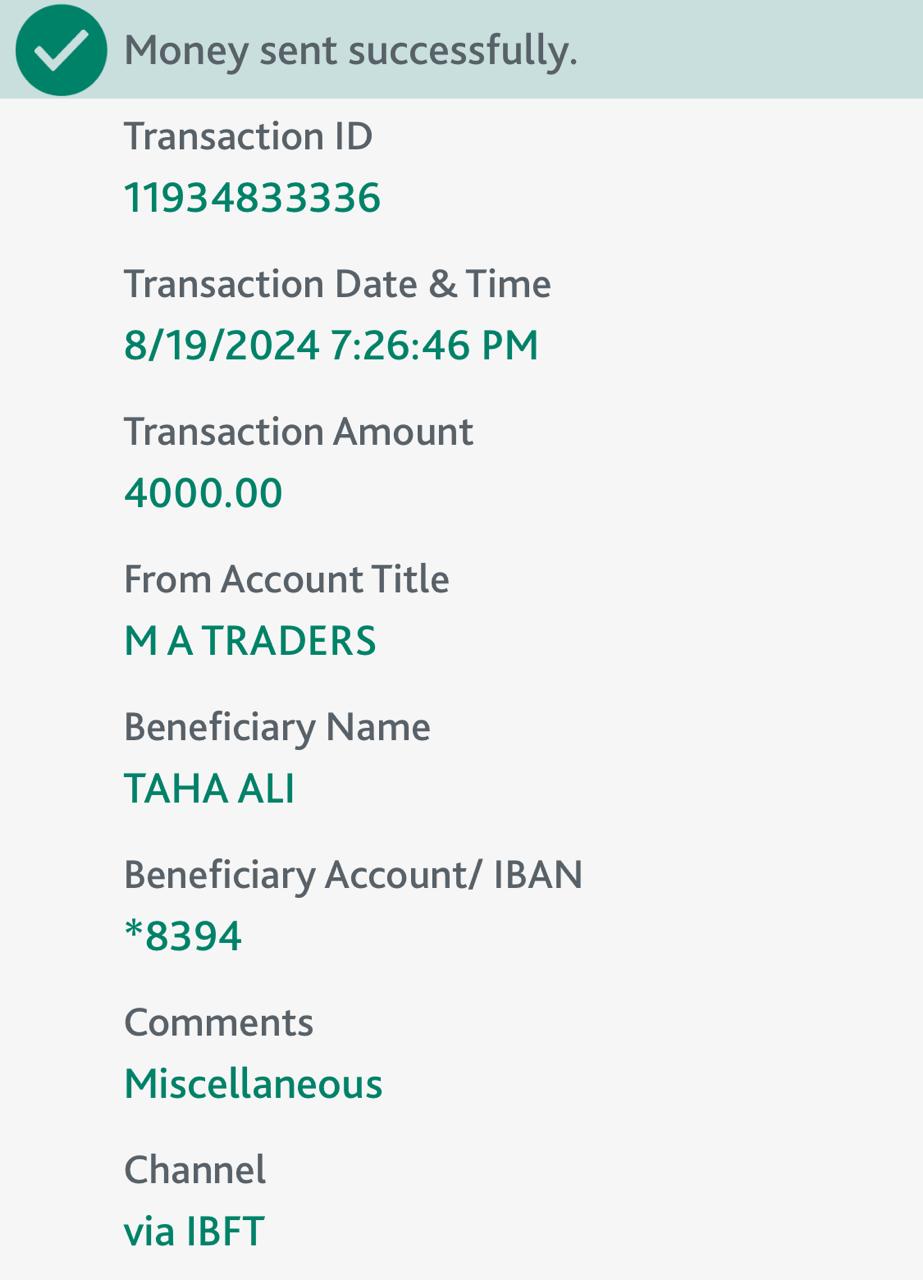 Money sent successfully.
Transaction ID
11934833336
Transaction Date & Time
8/19/2024 7:26:46 PM
Transaction Amount
4000.00
From Account Title
M A TRADERS
Beneficiary Name
TAHA ALI
Beneficiary Account/ IBAN
*8394
Comments
Miscellaneous
Channel
via IBFT